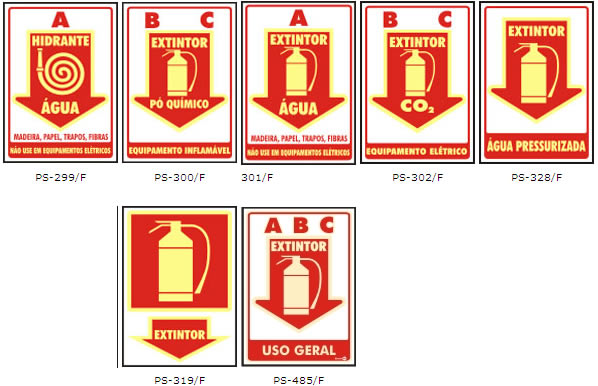 A
HIDRANTE
ÁGUA
MADEIRA, PAPEL, TRAPOS, FIBRAS
NÃO USE EM EQUIPAMENTOS ELÉTRICOS
PS-299/F
B C
EXTINTOR
PÓ QUÍMICO
EQUIPAMENTO INFLAMÁVEL
PS-300/F
A
EXTINTOR
ÁGUA
MADEIRA, PAPEL, TRAPOS, FIBRAS
NÃO USE EM EQUIPAMENTOS ELÉTRICOS
301/F
B C
EXTINTOR
CO₂
EQUIPAMENTO ELÉTRICO
PS-302/F
EXTINTOR
ÁGUA PRESSURIZADA
PS-328/F
EXTINTOR
PS-319/F
A B C
EXTINTOR
USO GERAL
PS-485/F